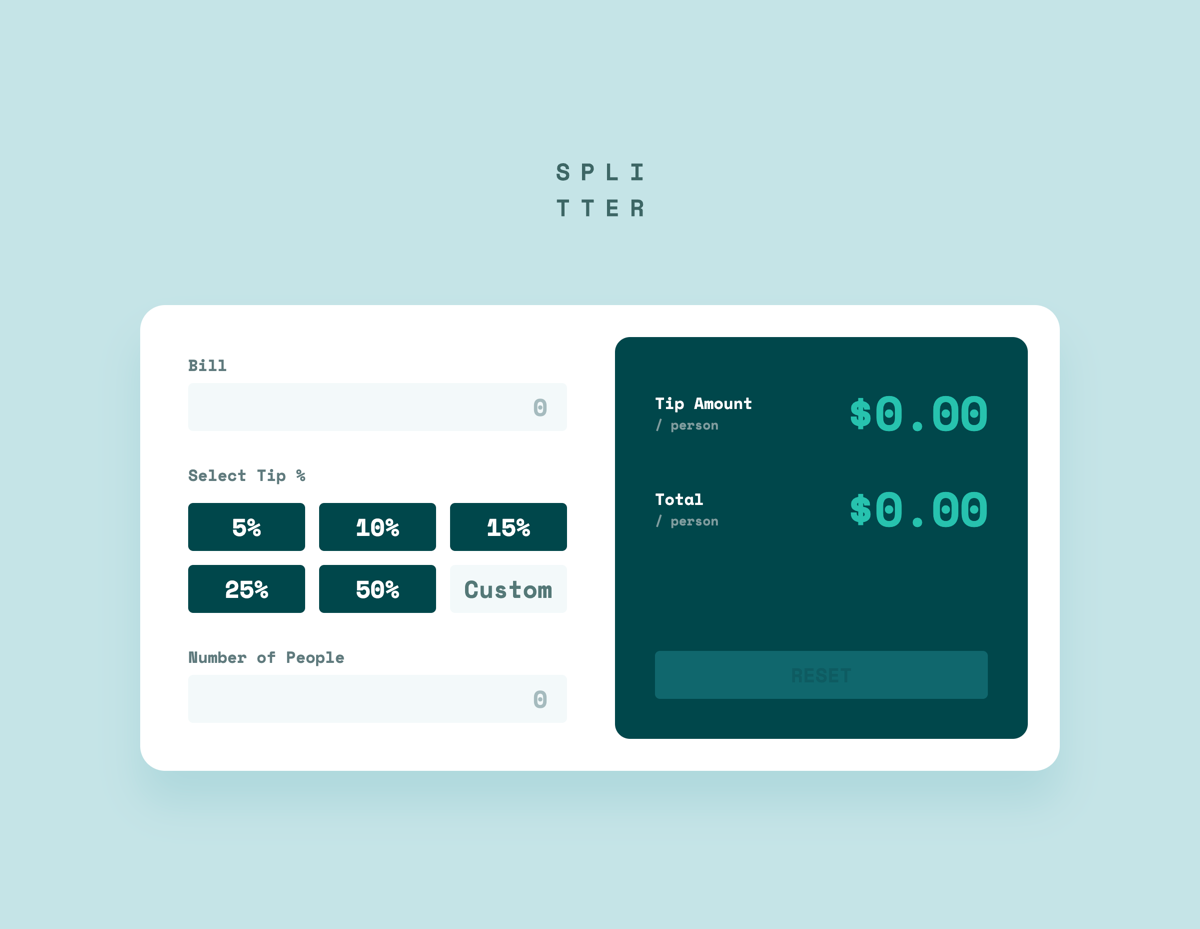 SPLI
TTER
Bill
0
Select Tip %
5%
10%
15%
25%
50%
Custom
Number of People
0
Tip Amount
/ person
$0.00
Total
/ person
$0.00
RESET